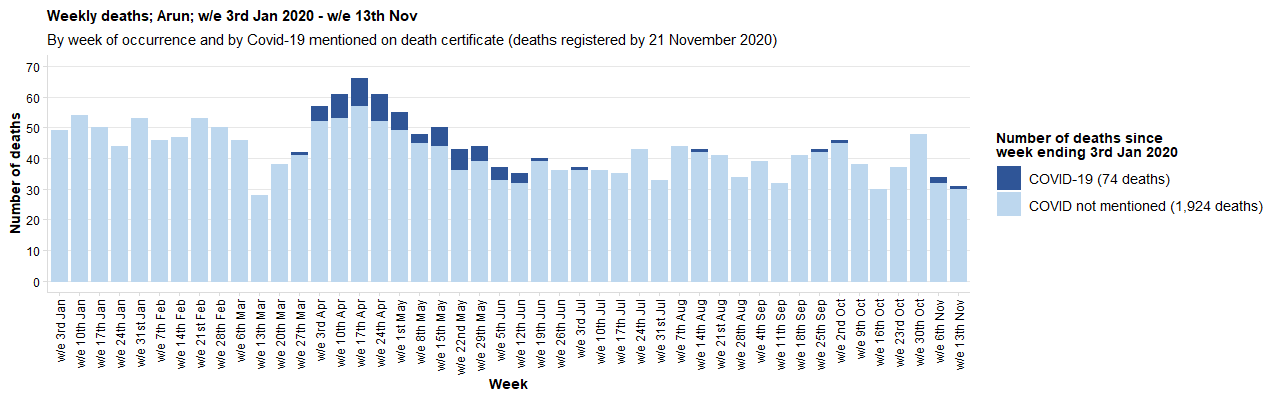 Weekly deaths; Arun; w/e 3rd Jan 2020 - w/e 13th Nov
By week of occurrence and by Covid-19 mentioned on death certificate (deaths registered by 21 November 2020)
Number of deaths
70
60
50
40
30
20
10
0
w/e 3rd Jan
w/e 10th Jan
w/e 17th Jan
w/e 24th Jan
w/e 31st Jan
w/e 7th Feb
w/e 14th Feb
w/e 21st Feb
w/e 28th Feb
w/e 6th Mar
w/e 13th Mar
w/e 20th Mar
w/e 27th Mar
w/e 3rd Apr
w/e 10th Apr
w/e 17th Apr
w/e 24th Apr
w/e 1st May
w/e 8th May
w/e 15th May
w/e 22nd May
w/e 29th May
w/e 5th Jun
w/e 12th Jun
w/e 19th Jun
w/e 26th Jun
w/e 3rd Jul
w/e 10th Jul
w/e 17th Jul
w/e 24th Jul
w/e 31st Jul
w/e 7th Aug
w/e 14th Aug
w/e 21st Aug
w/e 28th Aug
w/e 4th Sep
w/e 11th Sep
w/e 18th Sep
w/e 25th Sep
w/e 2nd Oct
w/e 9th Oct
w/e 16th Oct
w/e 23rd Oct
w/e 30th Oct
w/e 6th Nov
w/e 13th Nov
Week
Number of deaths since
week ending 3rd Jan 2020
COVID-19 (74 deaths)
COVID not mentioned (1,924 deaths)